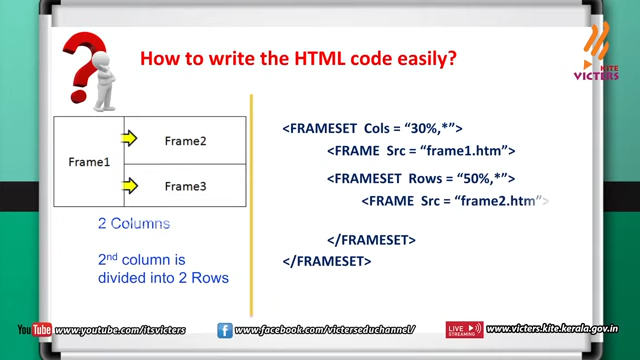 How to write the HTML code easily?
KITE
VICTERS
Frame1
Frame2
Frame3
2 Columns
2nd column is
divided into 2 Rows
<FRAMESET Cols = “30%,*”>
<FRAME Src = “frame1.htm”>
<FRAMESET Rows = “50%,*”>
<FRAME Src = “frame2.htm”>
</FRAMESET>
</FRAMESET>
YouTube www.youtube.com/itsvicters
f www.facebook.com/victerseduchannel/
LIVE STREAMING www.victers.kite.kerala.gov.in